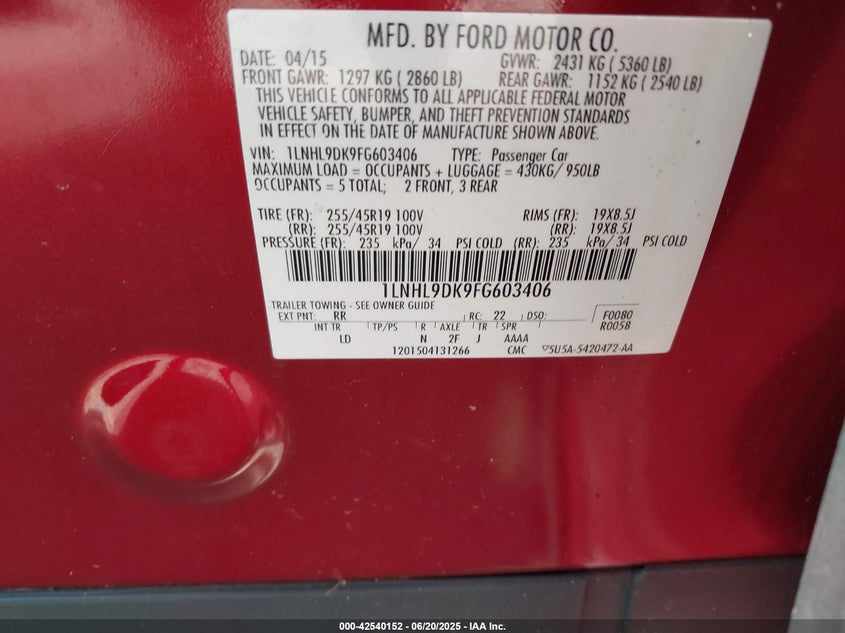 MFD. BY FORD MOTOR CO.
DATE: 04/15 GVWR: 2431 KG ( 5360 LB)
FRONT GAWR: 1297 KG ( 2860 LB) REAR GAWR: 1152 KG ( 2540 LB)
THIS VEHICLE CONFORMS TO ALL APPLICABLE FEDERAL MOTOR
VEHICLE SAFETY, BUMPER, AND THEFT PREVENTION STANDARDS
IN EFFECT ON THE DATE OF MANUFACTURE SHOWN ABOVE.
VIN: 1LNHL9DK9FG603406 TYPE: Passenger Car
MAXIMUM LOAD = OCCUPANTS + LUGGAGE = 430KG/ 950LB
OCCUPANTS = 5 TOTAL; 2 FRONT, 3 REAR
TIRE (FR): 255/45R19 100V RIMS (FR): 19X8.5J
(RR): 255/45R19 100V (RR): 19X8.5J
PRESSURE (FR): 235 kPa/ 34 PSI COLD (RR): 235 kPa/ 34 PSI COLD
1LNHL9DK9FG603406
TRAILER TOWING - SEE OWNER GUIDE
EXT PNT: RR RC: 22 DSO: F0080
INT TR TP/PS R AXLE TR SPR R0058
LD N 2F J AAAA
1201504131266 CMC 5U5A-5420472-AA
000-42540152 | 06/20/2025 | IAA Inc.